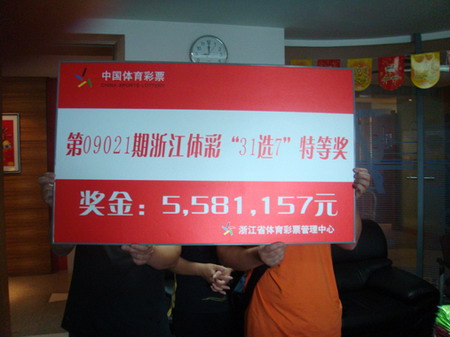 中国体育彩票
CHINA SPORTS LOTTERY
第09021期浙江体彩“31选7”特等奖
奖金：5,581,157元
浙江省体育彩票管理中心